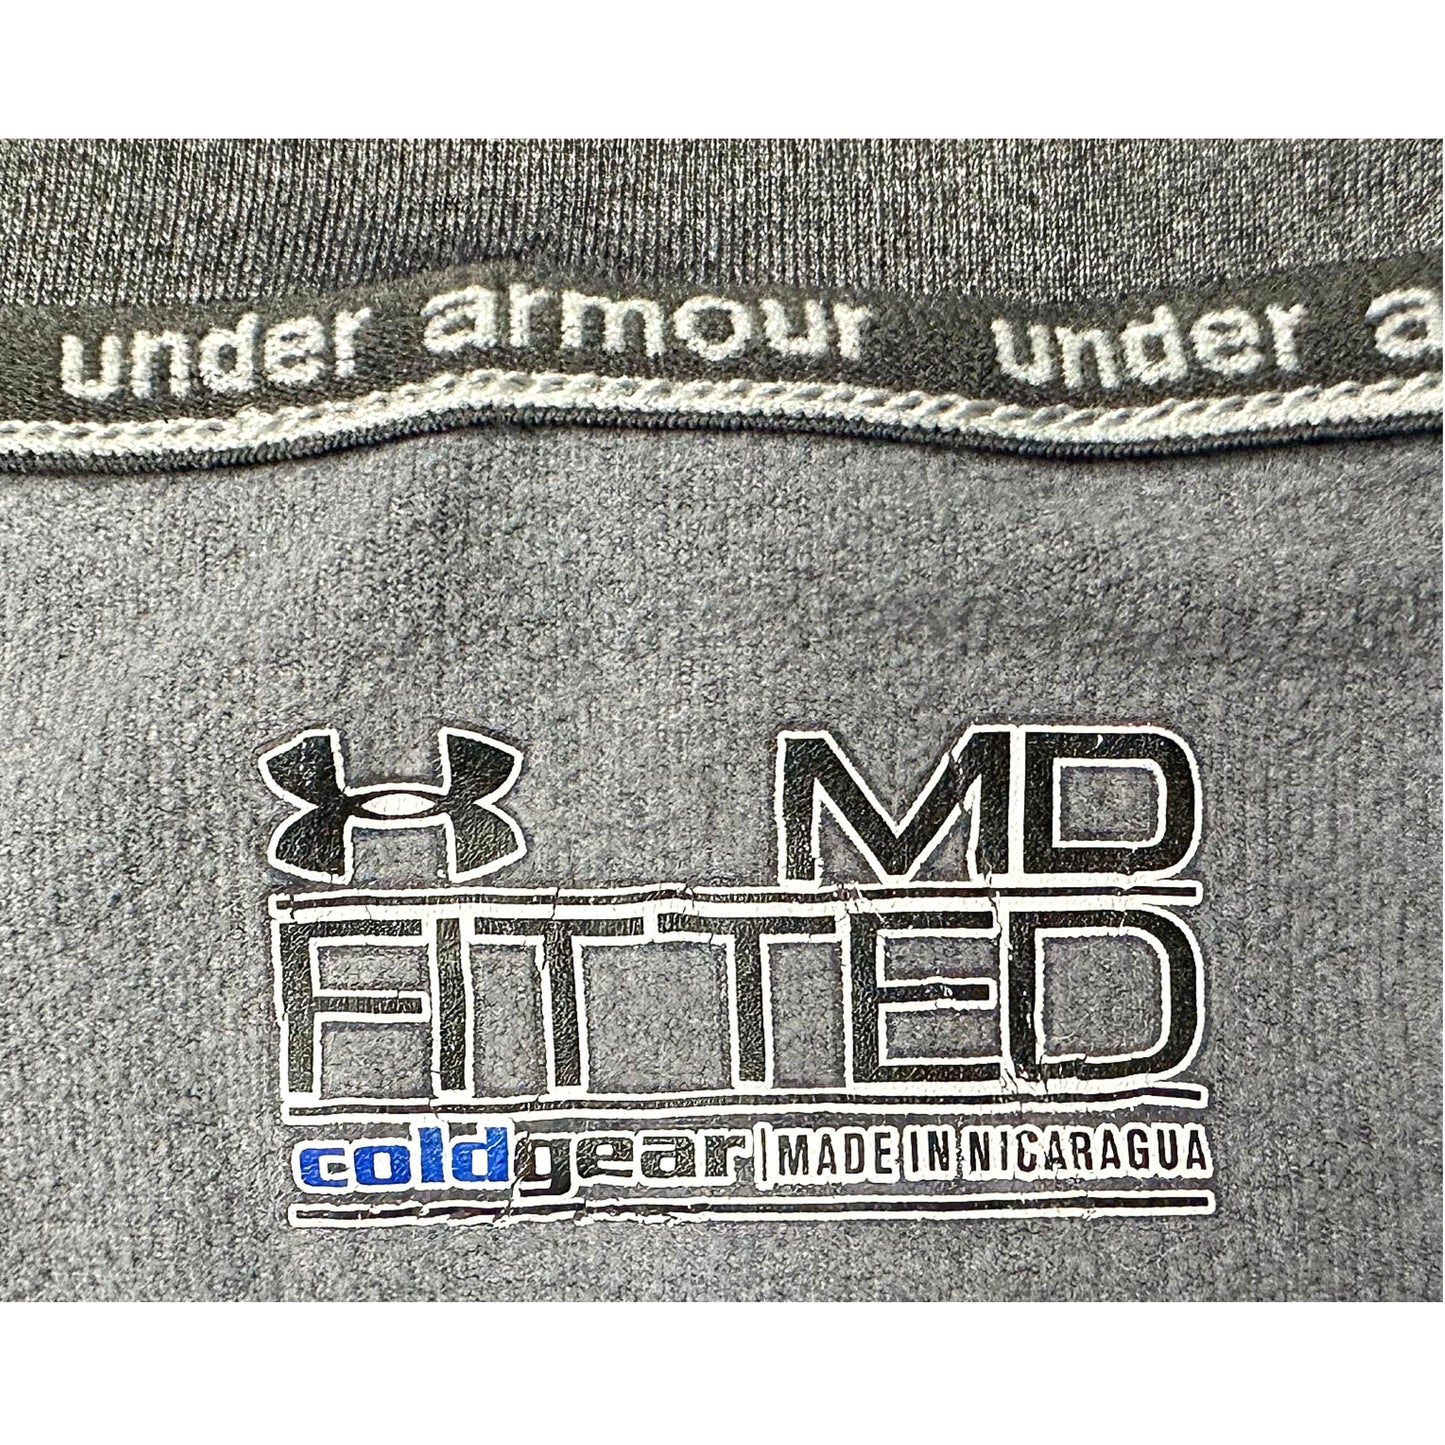 under armour under a
MD
FITTED
coldgear | MADE IN NICARAGUA